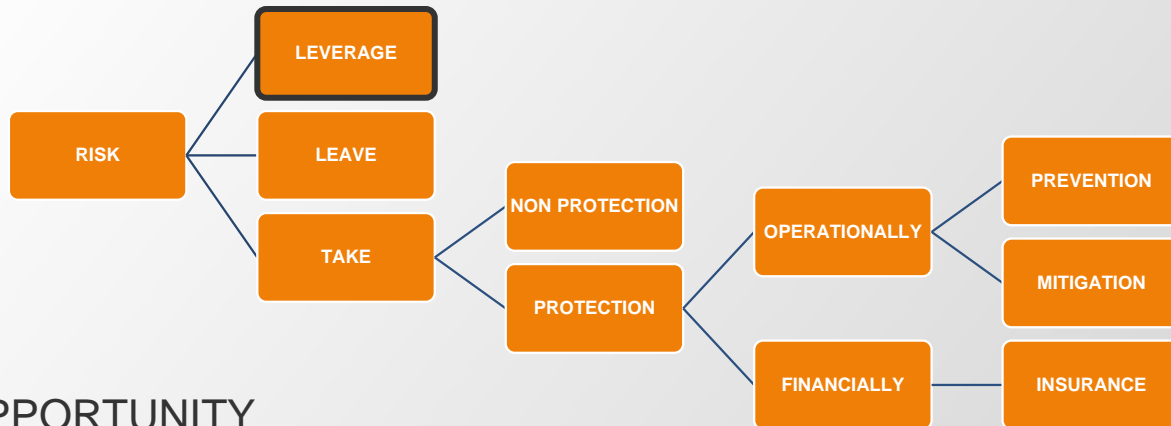 LEVERAGE
RISK
LEAVE
TAKE
NON PROTECTION
PROTECTION
OPERATIONALLY
FINANCIALLY
PREVENTION
MITIGATION
INSURANCE
PPORTUNITY